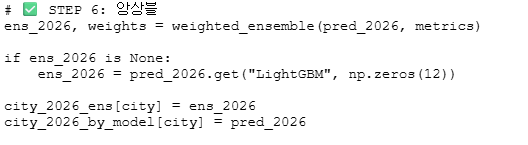 # ✅ STEP 6: 앙상블
ens_2026, weights = weighted_ensemble(pred_2026, metrics)
if ens_2026 is None:
    ens_2026 = pred_2026.get("LightGBM", np.zeros(12))
city_2026_ens[city] = ens_2026
city_2026_by_model[city] = pred_2026